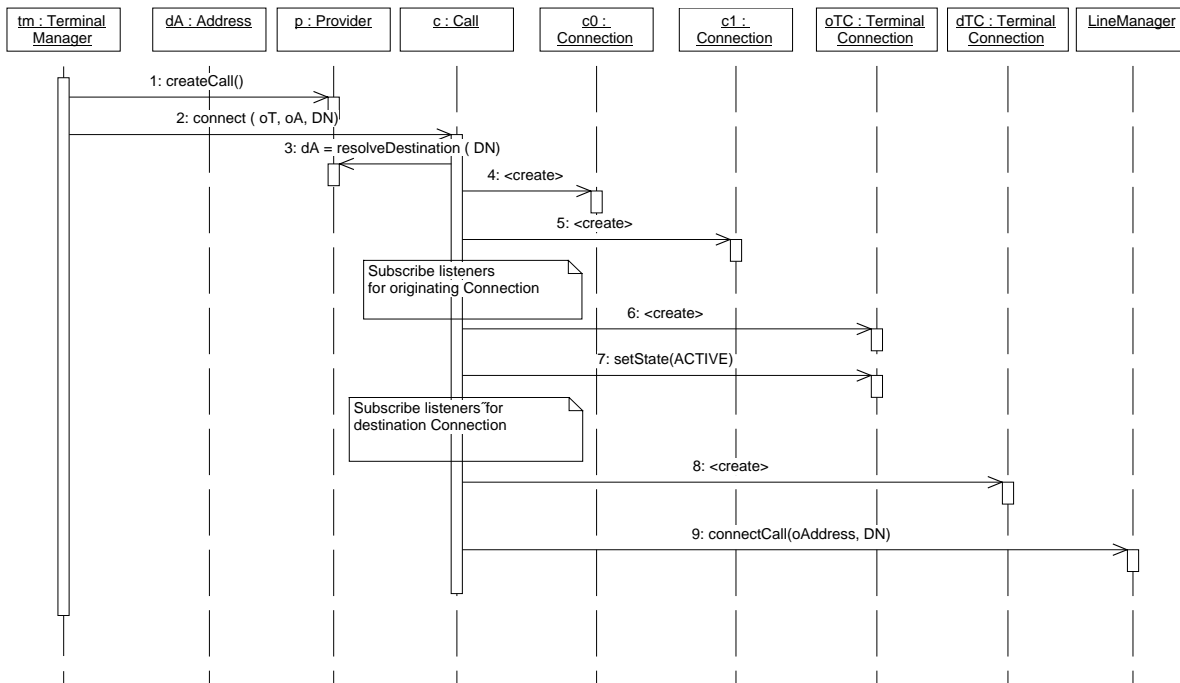 tm : Terminal
Manager
dA : Address
p : Provider
c : Call
c0 :
Connection
c1 :
Connection
oTC : Terminal
Connection
dTC : Terminal
Connection
LineManager
1: createCall()
2: connect ( oT, oA, DN)
3: dA = resolveDestination ( DN)
4: <create>
5: <create>
Subscribe listeners
for originating Connection
6: <create>
7: setState(ACTIVE)
Subscribe listeners˜for
destination Connection
8: <create>
9: connectCall(oAddress, DN)